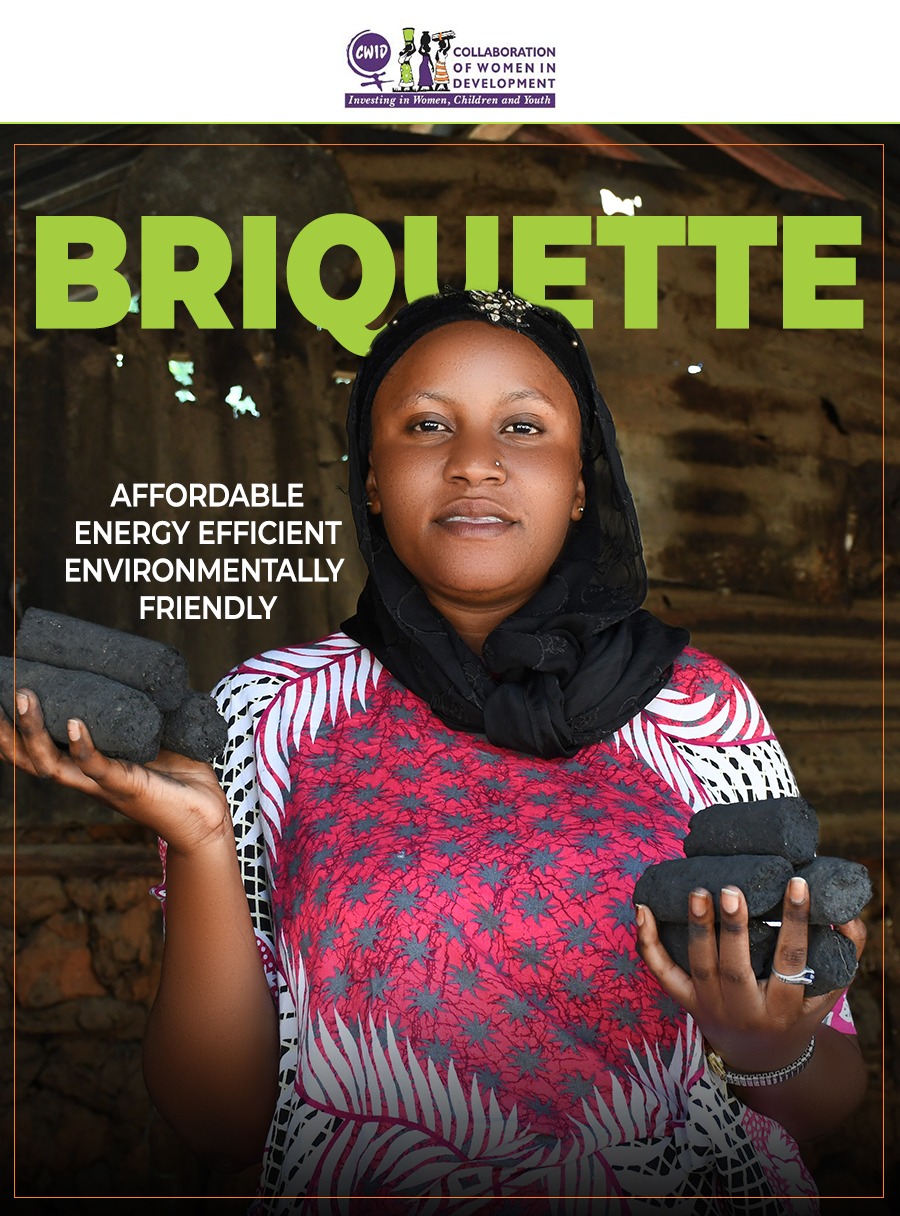 CWID
COLLABORATION
OF WOMEN IN
DEVELOPMENT
Investing in Women, Children and Youth
BRIQUETTE
AFFORDABLE
ENERGY EFFICIENT
ENVIRONMENTALLY
FRIENDLY